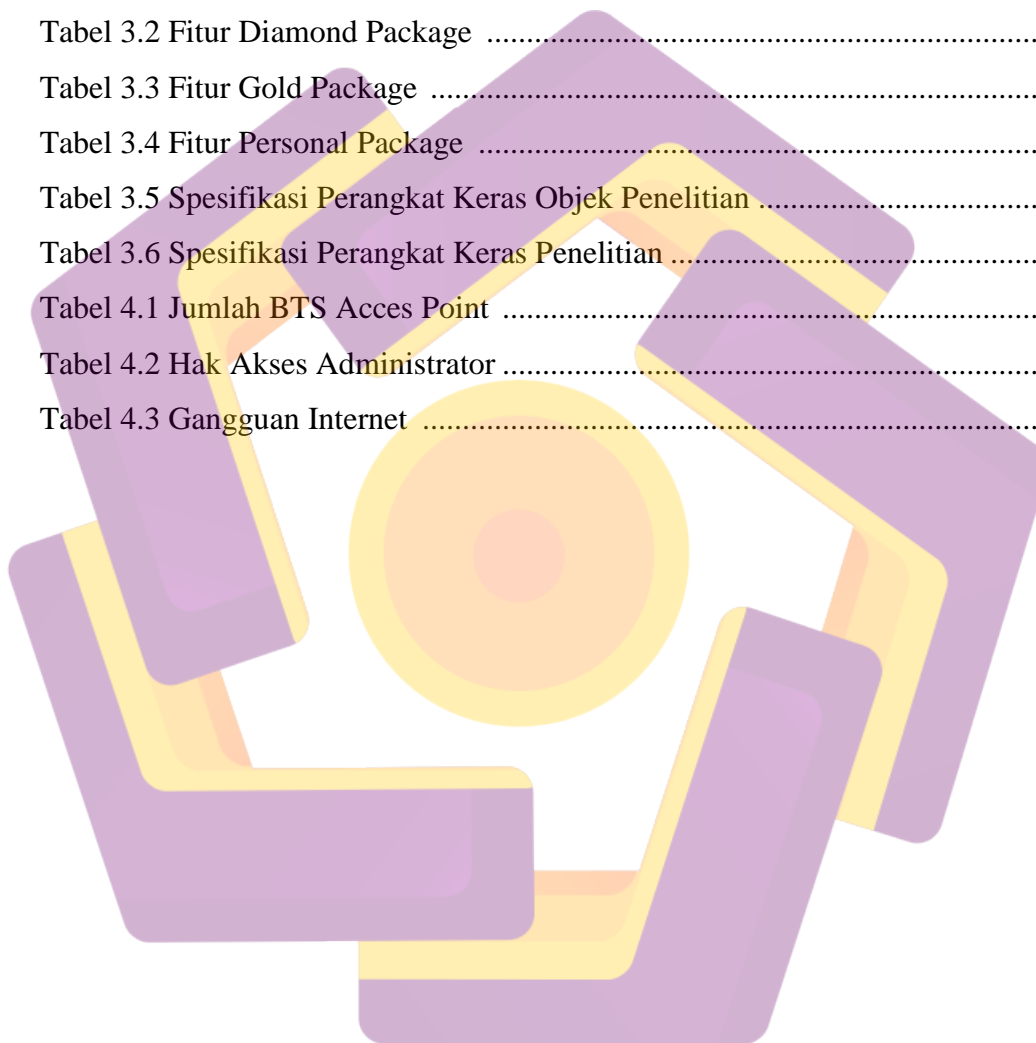 Tabel 3.2 Fitur Diamond Package ........................................................................
Tabel 3.3 Fitur Gold Package ...............................................................................
Tabel 3.4 Fitur Personal Package .........................................................................
Tabel 3.5 Spesifikasi Perangkat Keras Objek Penelitian ....................................
Tabel 3.6 Spesifikasi Perangkat Keras Penelitian ...............................................
Tabel 4.1 Jumlah BTS Acces Point ......................................................................
Tabel 4.2 Hak Akses Administrator ......................................................................
Tabel 4.3 Gangguan Internet ................................................................................